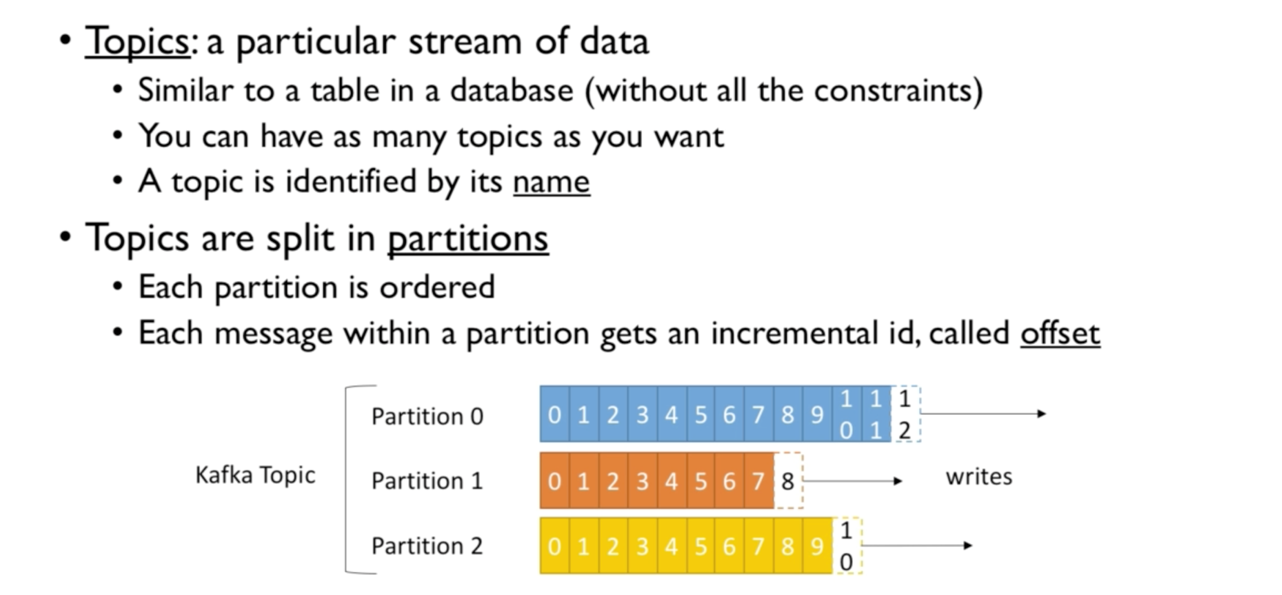 • Topics: a particular stream of data
• Similar to a table in a database (without all the constraints)
• You can have as many topics as you want
• A topic is identified by its name
• Topics are split in partitions
• Each partition is ordered
• Each message within a partition gets an incremental id, called offset
Kafka Topic
Partition 0
0 1 2 3 4 5 6 7 8 9 10 11 12
Partition 1
0 1 2 3 4 5 6 7 8
writes
Partition 2
0 1 2 3 4 5 6 7 8 9 10